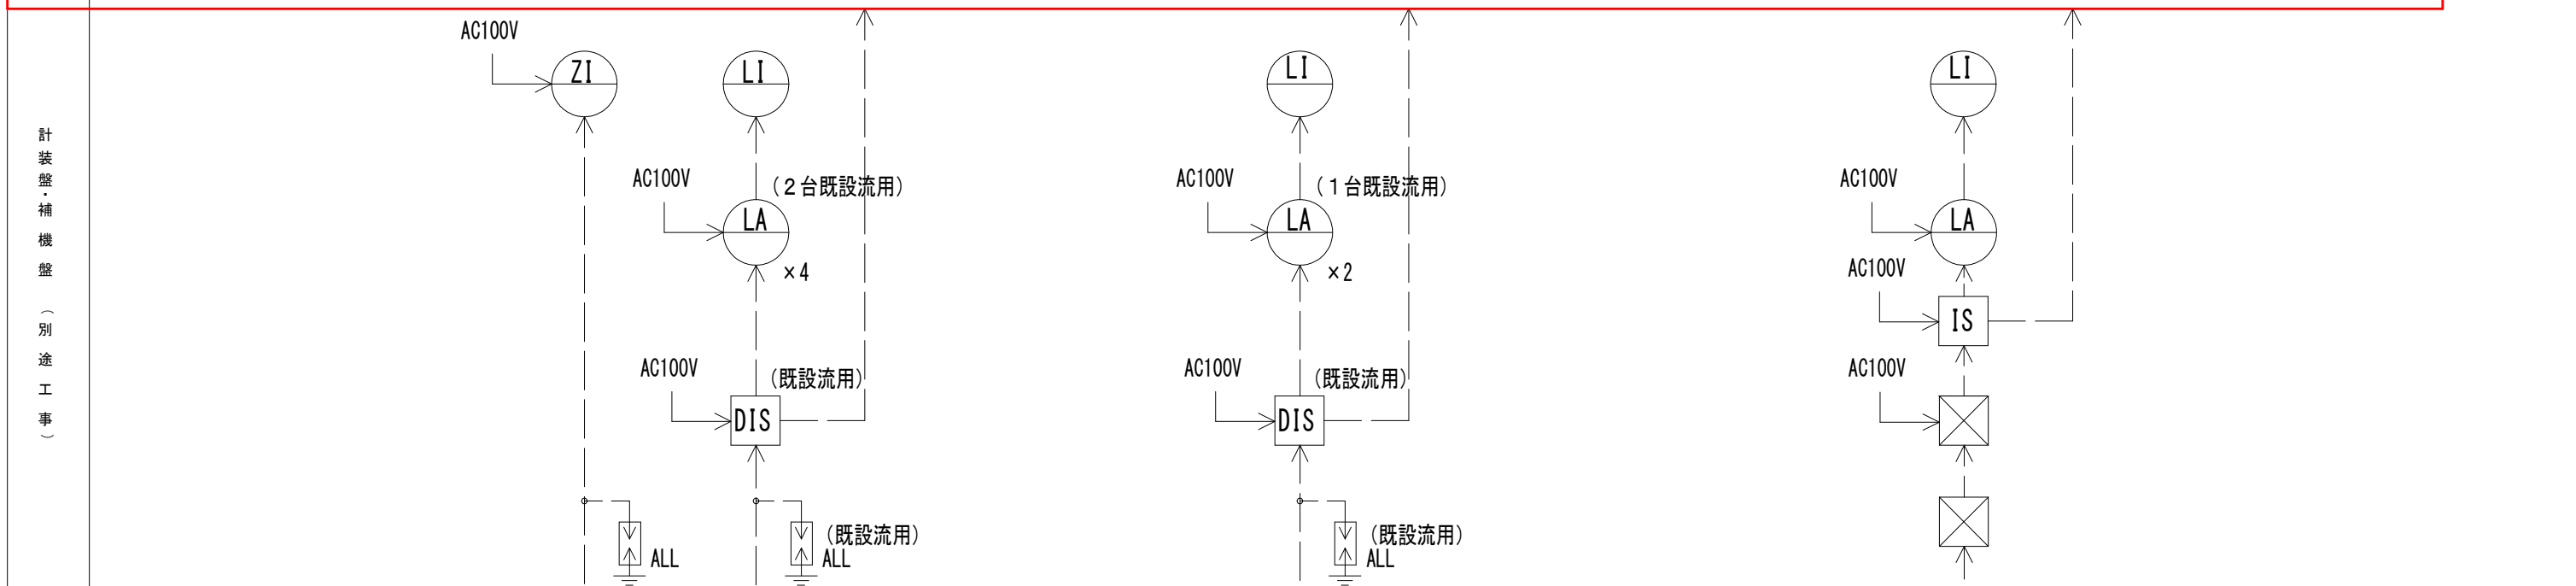 計装盤・補機盤（別途工事）
AC100V
ZI
LI
LI
LI
AC100V
（２台既設流用）
LA
×4
AC100V
（１台既設流用）
LA
×2
AC100V
LA
AC100V
IS
AC100V
（既設流用）
DIS
AC100V
（既設流用）
DIS
AC100V
ALL
（既設流用）
ALL
（既設流用）
ALL